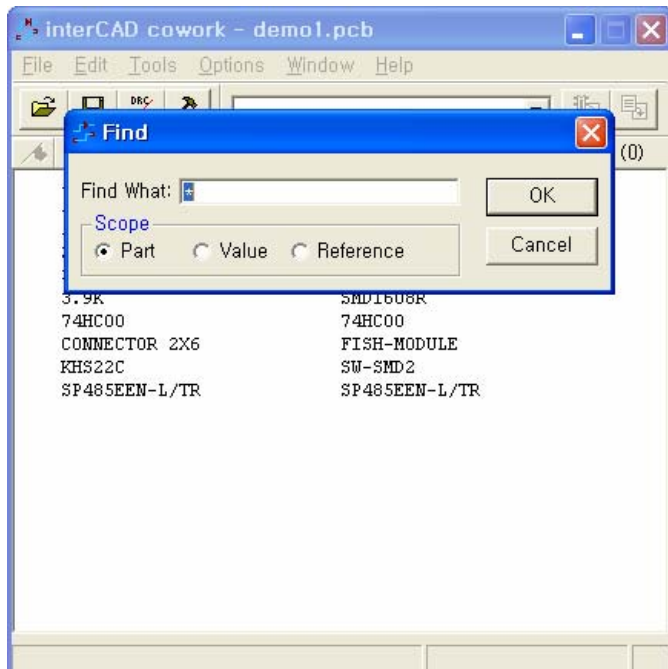 interCAD cowork - demo1.pcb
File Edit Tools Options Window Help
DRC
Find
(0)
Find What: *
OK
Scope
Part Value Reference
Cancel
3.9K SMD1608R
74HC00 74HC00
CONNECTOR 2X6 FISH-MODULE
KHS22C SW-SMD2
SP485EEN-L/TR SP485EEN-L/TR